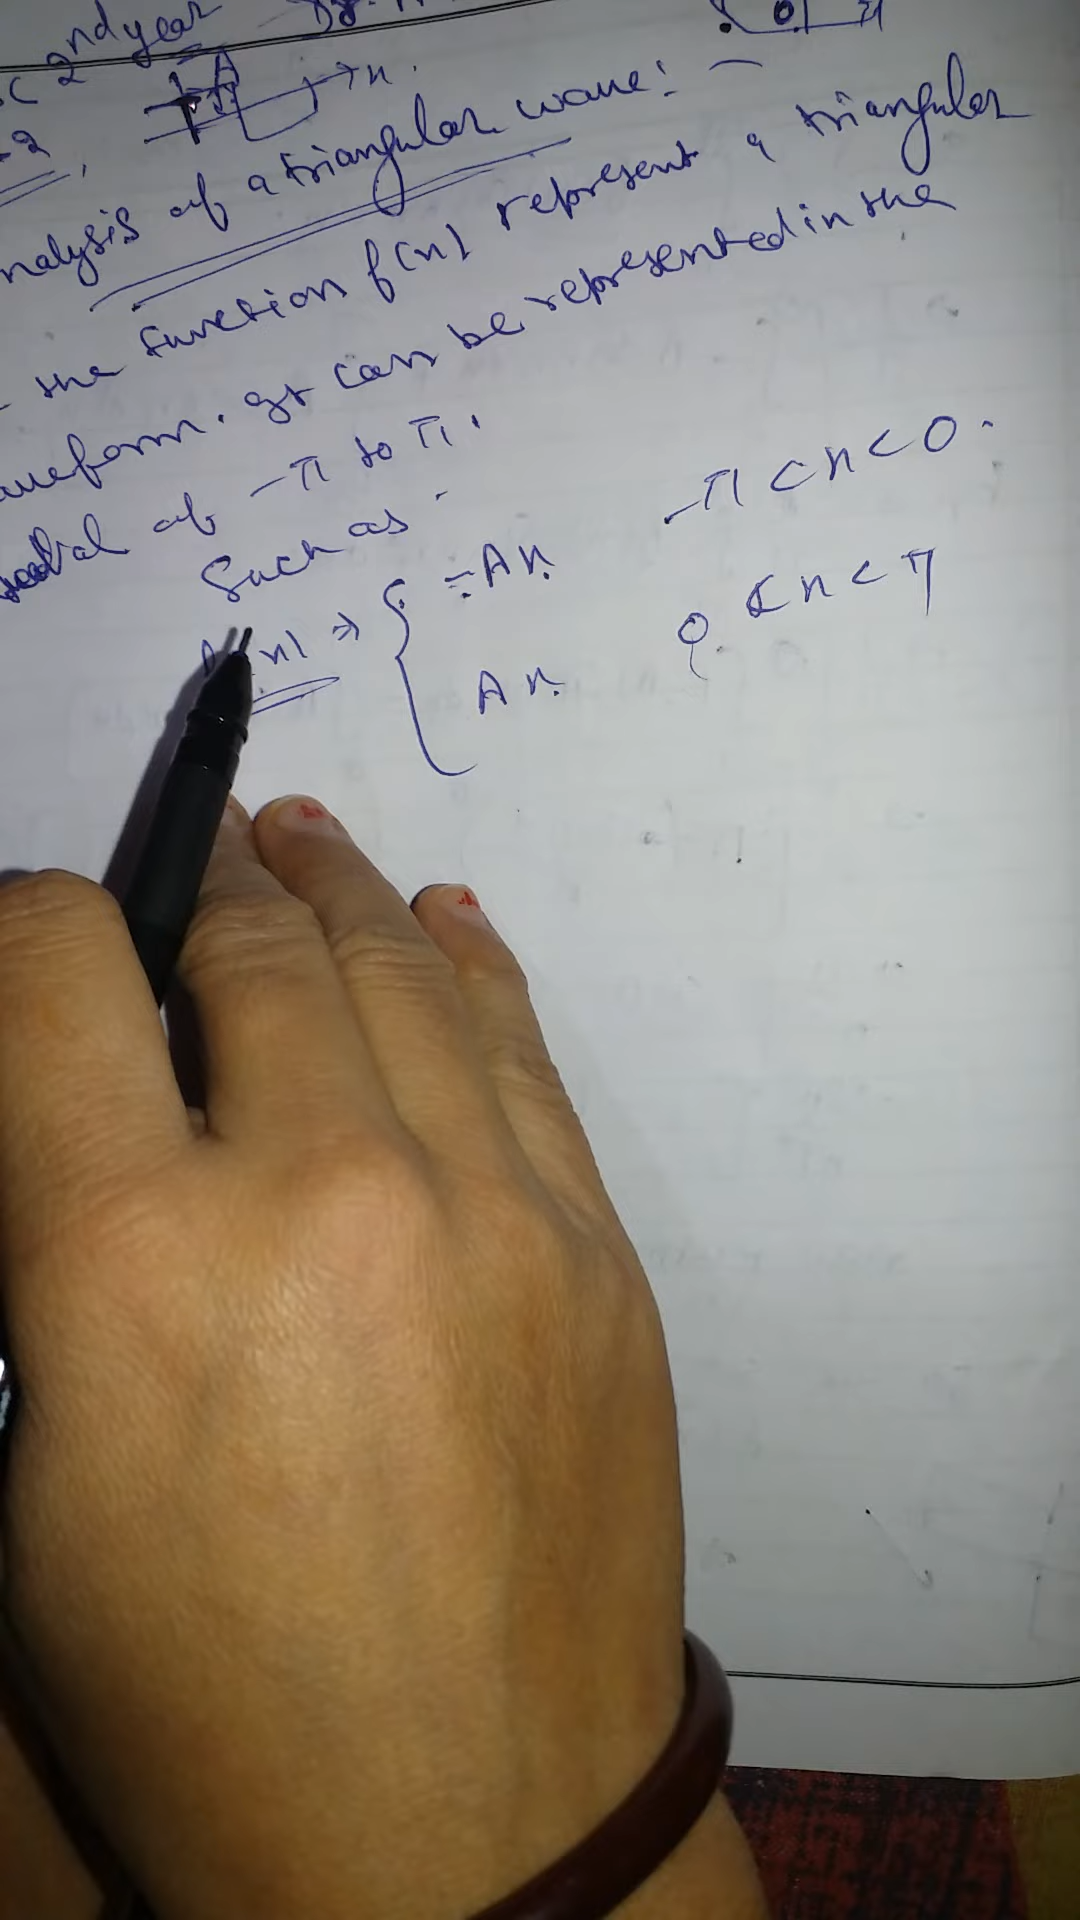 2nd year
nalysis of a triangular wave: —
the function f(x) represent a triangular
aveform. It can be represented in the
of -π to π.
Such as
(x) ⇒ { -Ax -π < x < 0.
Ax 0 < x < π